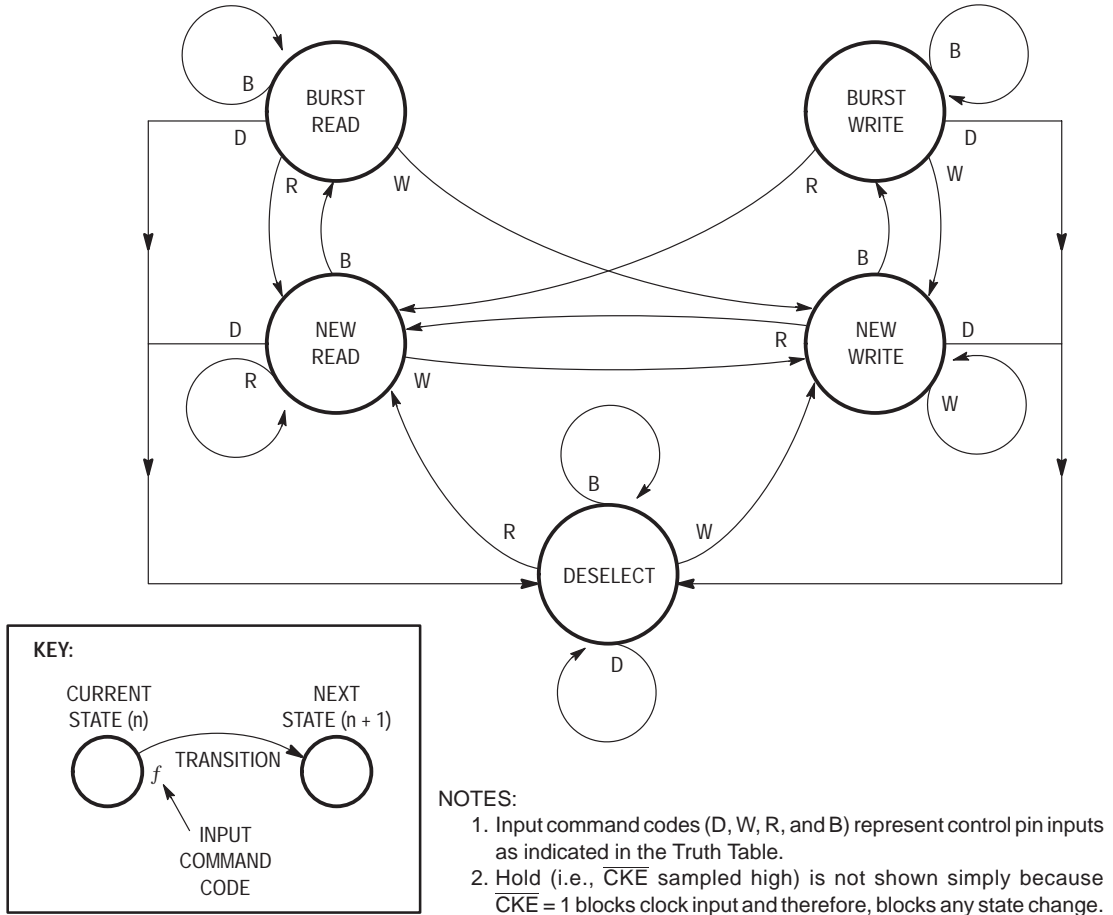 B
BURST
READ
D
R
W
B
BURST
WRITE
D
R
W
B
B
D
NEW
READ
R
W
R
NEW
WRITE
D
W
B
R
W
DESELECT
D
KEY:
CURRENT
STATE (n)
NEXT
STATE (n + 1)
TRANSITION
f
INPUT
COMMAND
CODE
NOTES:
1. Input command codes (D, W, R, and B) represent control pin inputs
as indicated in the Truth Table.
2. Hold (i.e., C̅K̅E̅ sampled high) is not shown simply because
C̅K̅E̅ = 1 blocks clock input and therefore, blocks any state change.